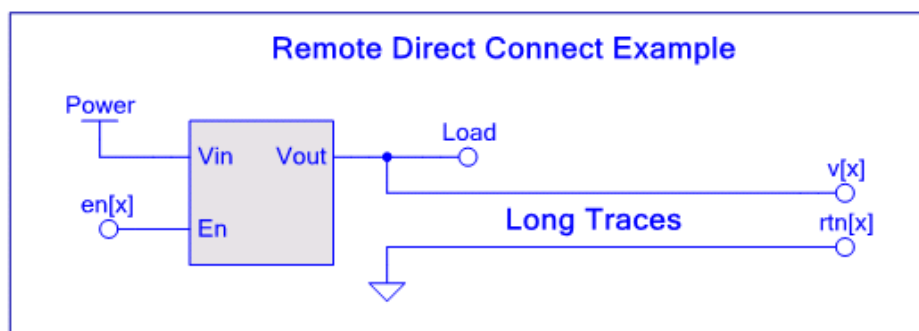 Remote Direct Connect Example
Power
Load
Vin
Vout
v[x]
en[x]
En
Long Traces
rtn[x]